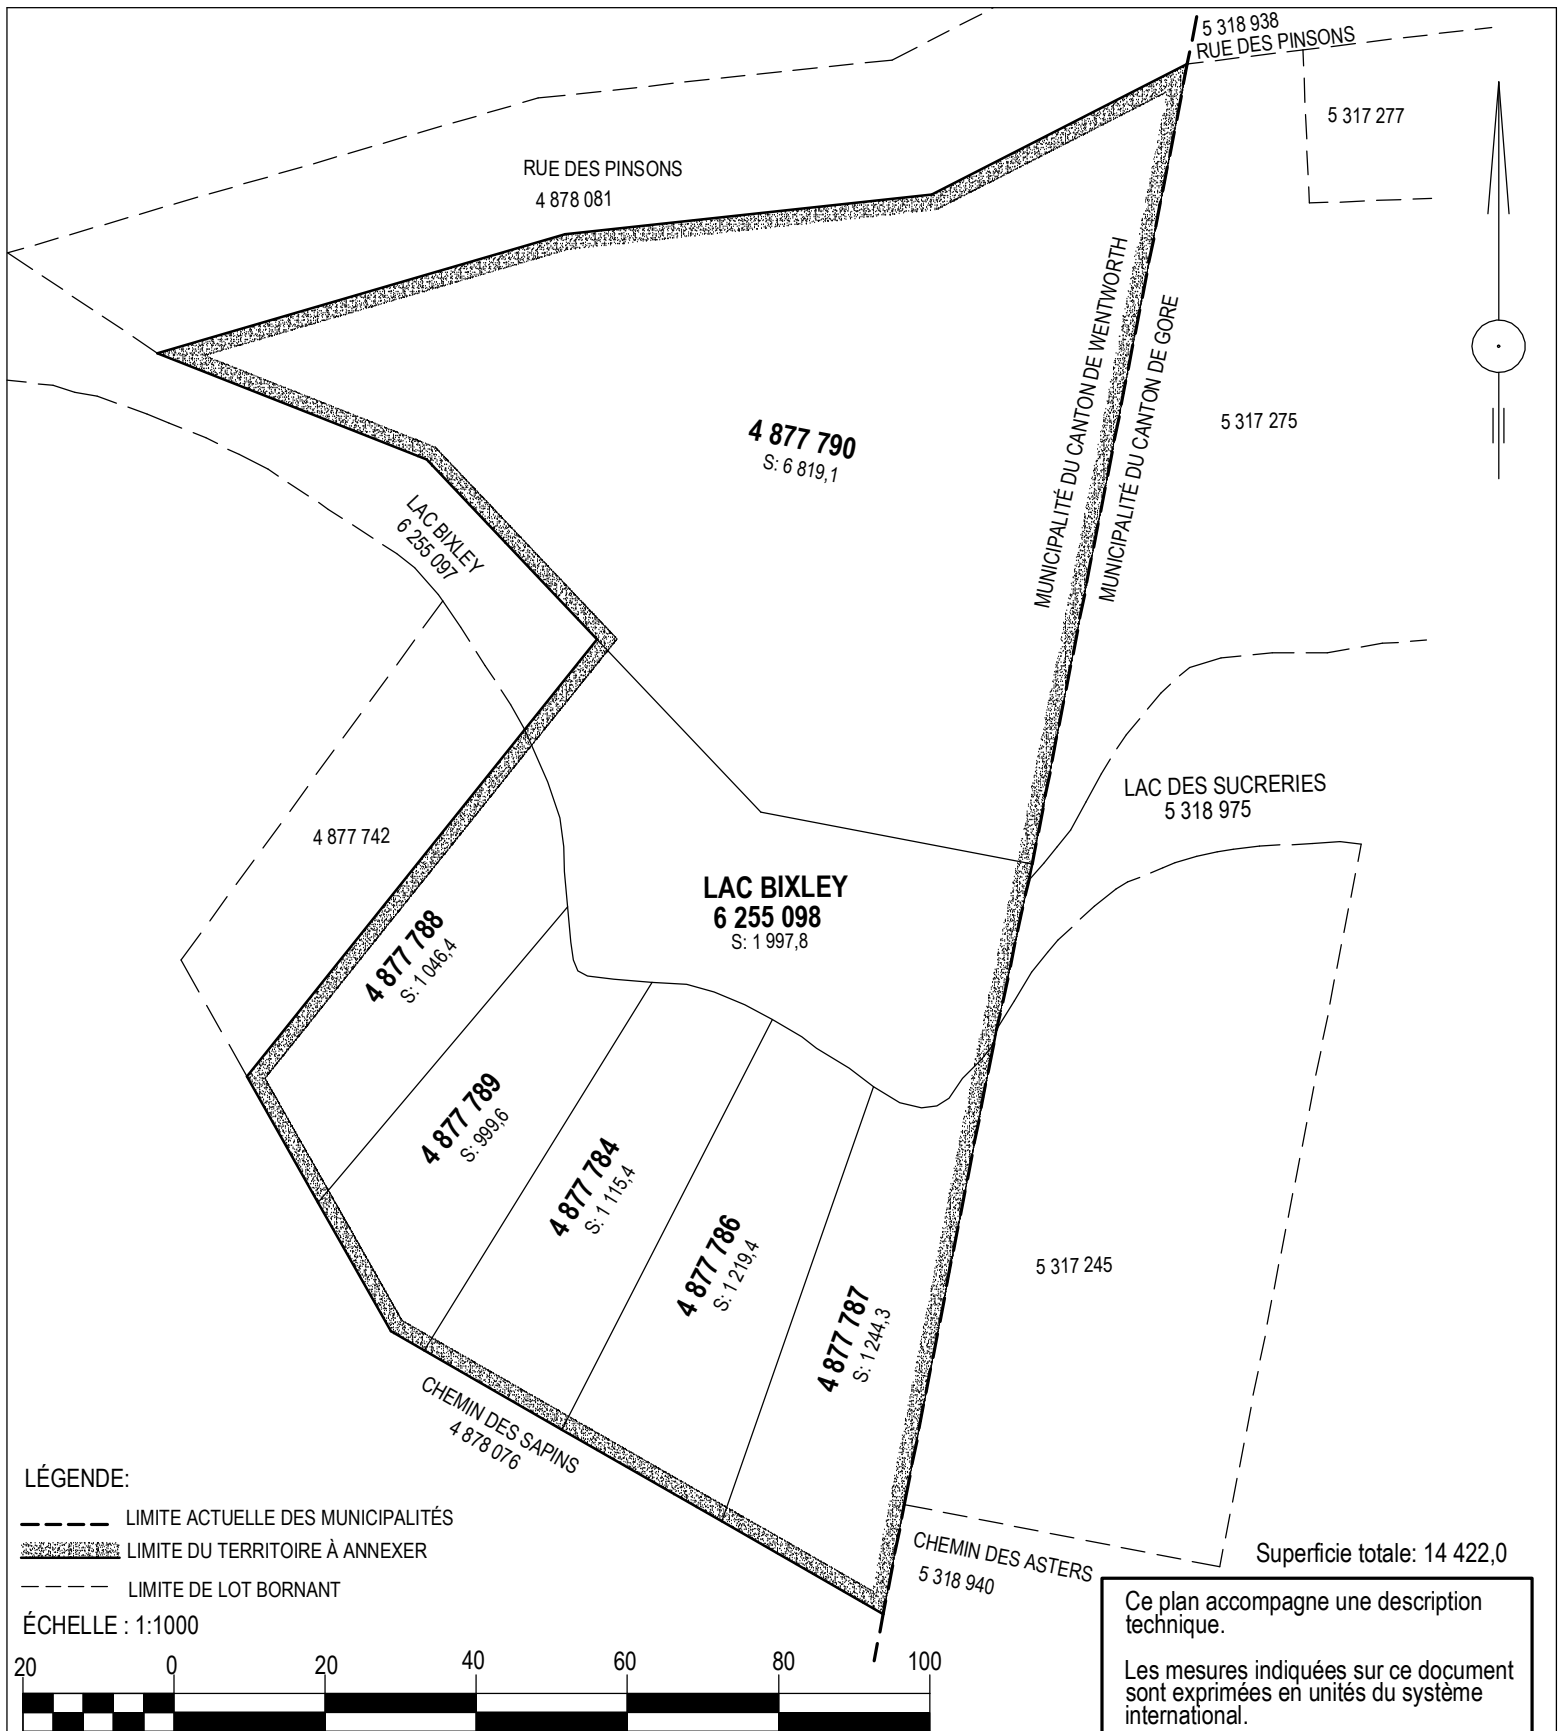 5 318 938
RUE DES PINSONS
5 317 277
RUE DES PINSONS
4 878 081
MUNICIPALITÉ DU CANTON DE WENTWORTH
MUNICIPALITÉ DU CANTON DE GORE
5 317 275
4 877 790
S: 6 819,1
LAC BIXLEY
6 255 097
LAC DES SUCRERIES
5 318 975
4 877 742
LAC BIXLEY
6 255 098
S: 1 997,8
4 877 788
S: 1 046,4
4 877 789
S: 999,6
4 877 784
S: 1 115,4
4 877 786
S: 1 219,4
4 877 787
S: 1 244,3
5 317 245
CHEMIN DES SAPINS
4 878 076
CHEMIN DES ASTERS
5 318 940
LÉGENDE:
LIMITE ACTUELLE DES MUNICIPALITÉS
LIMITE DU TERRITOIRE À ANNEXER
LIMITE DE LOT BORNANT
ÉCHELLE : 1:1000
20 0 20 40 60 80 100
Superficie totale: 14 422,0
Ce plan accompagne une description
technique.
Les mesures indiquées sur ce document
sont exprimées en unités du système
international.